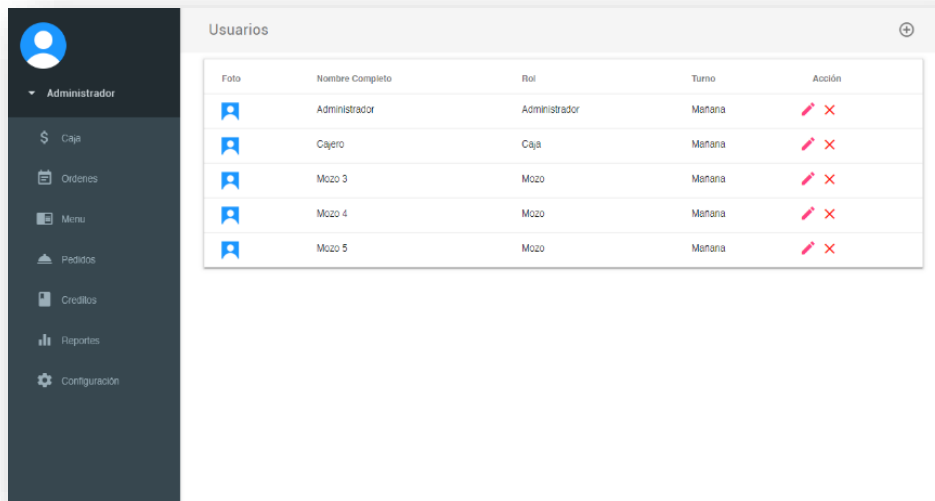 Usuarios
Administrador
Caja
Ordenes
Menu
Pedidos
Creditos
Reportes
Configuración
Foto Nombre Completo Rol Turno Acción
Administrador Administrador Mañana
Cajero Caja Mañana
Mozo 3 Mozo Mañana
Mozo 4 Mozo Mañana
Mozo 5 Mozo Mañana